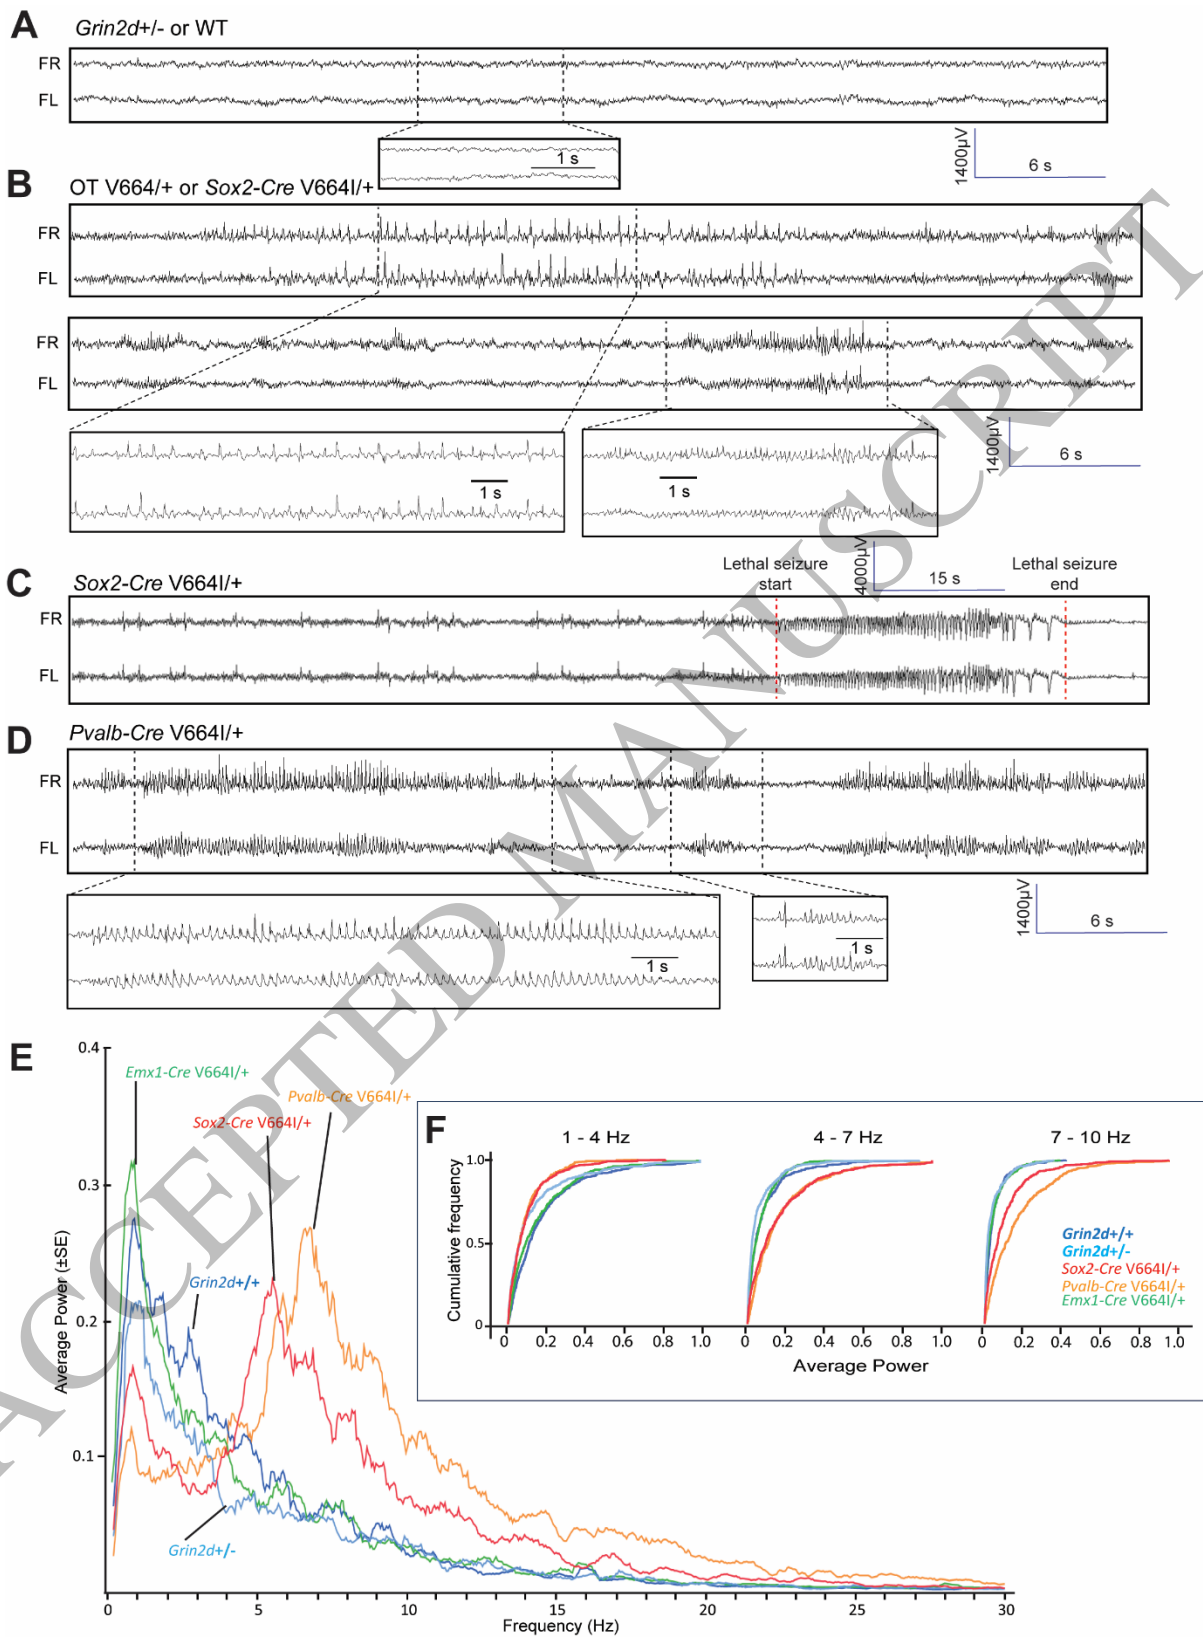 A
Grin2d+/- or WT
FR
FL
1 s
1400µV
6 s
B
OT V664/+ or Sox2-Cre V664I/+
FR
FL
FR
FL
1 s
1 s
1400µV
6 s
C
Sox2-Cre V664I/+
Lethal seizure start
4000µV
15 s
Lethal seizure end
FR
FL
D
Pvalb-Cre V664I/+
FR
FL
1 s
1 s
1400µV
6 s
E
0.4
0.3
0.2
0.1
Average Power (±SE)
Emx1-Cre V664I/+
Sox2-Cre V664I/+
Pvalb-Cre V664I/+
Grin2d+/+
Grin2d+/-
0 5 10 15 20 25 30
Frequency (Hz)
F
1 - 4 Hz
4 - 7 Hz
7 - 10 Hz
Cumulative frequency
1.0
0.5
0
0 0.2 0.4 0.6 0.8 1.0
0 0.2 0.4 0.6 0.8 1.0
0 0.2 0.4 0.6 0.8 1.0
Average Power
Grin2d+/+
Grin2d+/-
Sox2-Cre V664I/+
Pvalb-Cre V664I/+
Emx1-Cre V664I/+
ACCEPTED MANUSCRIPT